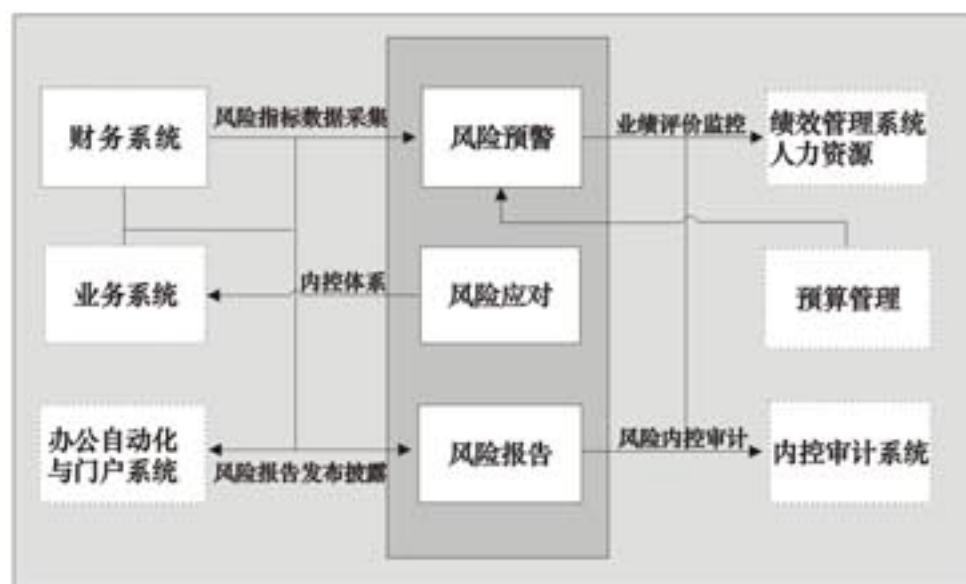 财务系统
风险指标数据采集
风险预警
业绩评价监控
绩效管理系统
人力资源
业务系统
内控体系
风险应对
预算管理
办公自动化
与门户系统
风险报告发布披露
风险报告
风险内控审计
内控审计系统